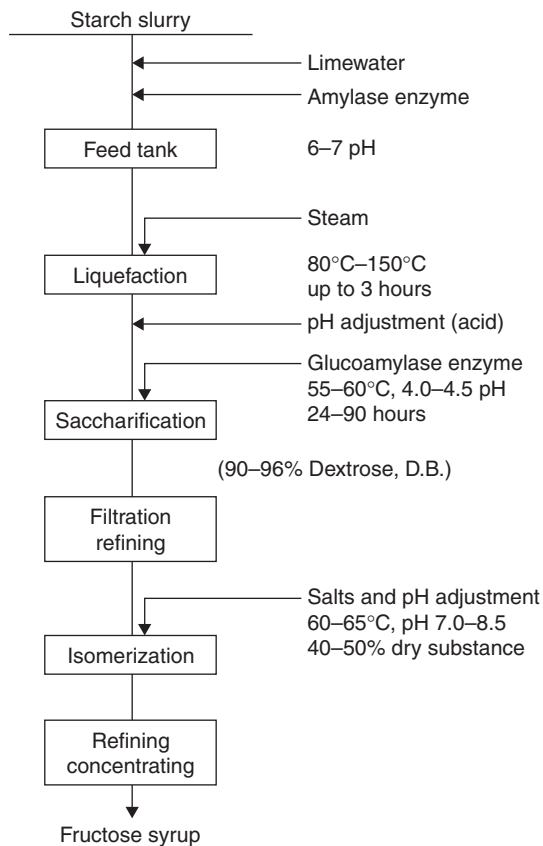 Starch slurry
Limewater
Amylase enzyme
Feed tank
6–7 pH
Steam
Liquefaction
80°C–150°C
up to 3 hours
pH adjustment (acid)
Glucoamylase enzyme
55–60°C, 4.0–4.5 pH
24–90 hours
Saccharification
(90–96% Dextrose, D.B.)
Filtration
refining
Salts and pH adjustment
60–65°C, pH 7.0–8.5
40–50% dry substance
Isomerization
Refining
concentrating
Fructose syrup